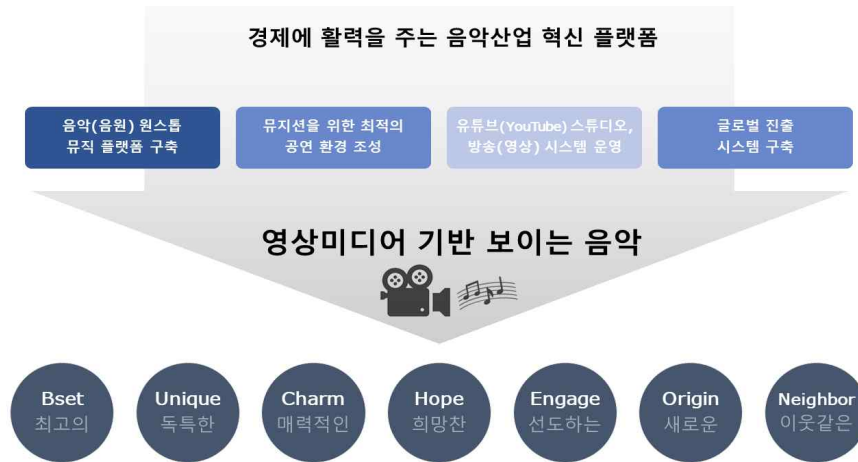 경제에 활력을 주는 음악산업 혁신 플랫폼
음악(음원) 원스톱
뮤직 플랫폼 구축
뮤지션을 위한 최적의
공연 환경 조성
유튜브(YouTube) 스튜디오,
방송(영상) 시스템 운영
글로벌 진출
시스템 구축
영상미디어 기반 보이는 음악
Bset
최고의
Unique
독특한
Charm
매력적인
Hope
희망찬
Engage
선도하는
Origin
새로운
Neighbor
이웃같은